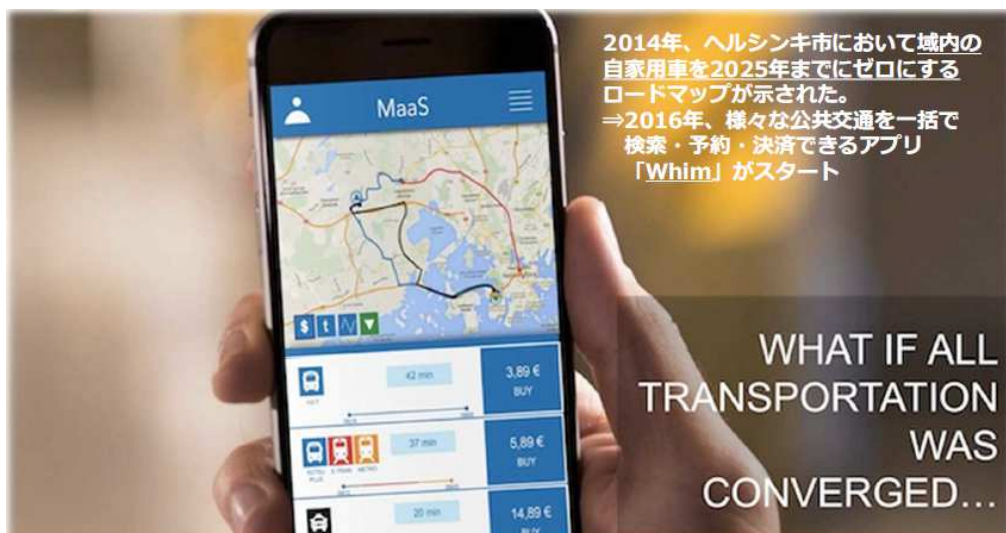 2014年、ヘルシンキ市において域内の
自家用車を2025年までにゼロにする
ロードマップが示された。
⇒2016年、様々な公共交通を一括で
検索・予約・決済できるアプリ
「Whim」がスタート
MaaS
$ t
42 min
3,89 €
BUY
37 min
5,89 €
BUY
20 min
14,89 €
BUY
WHAT IF ALL
TRANSPORTATION
WAS
CONVERGED...